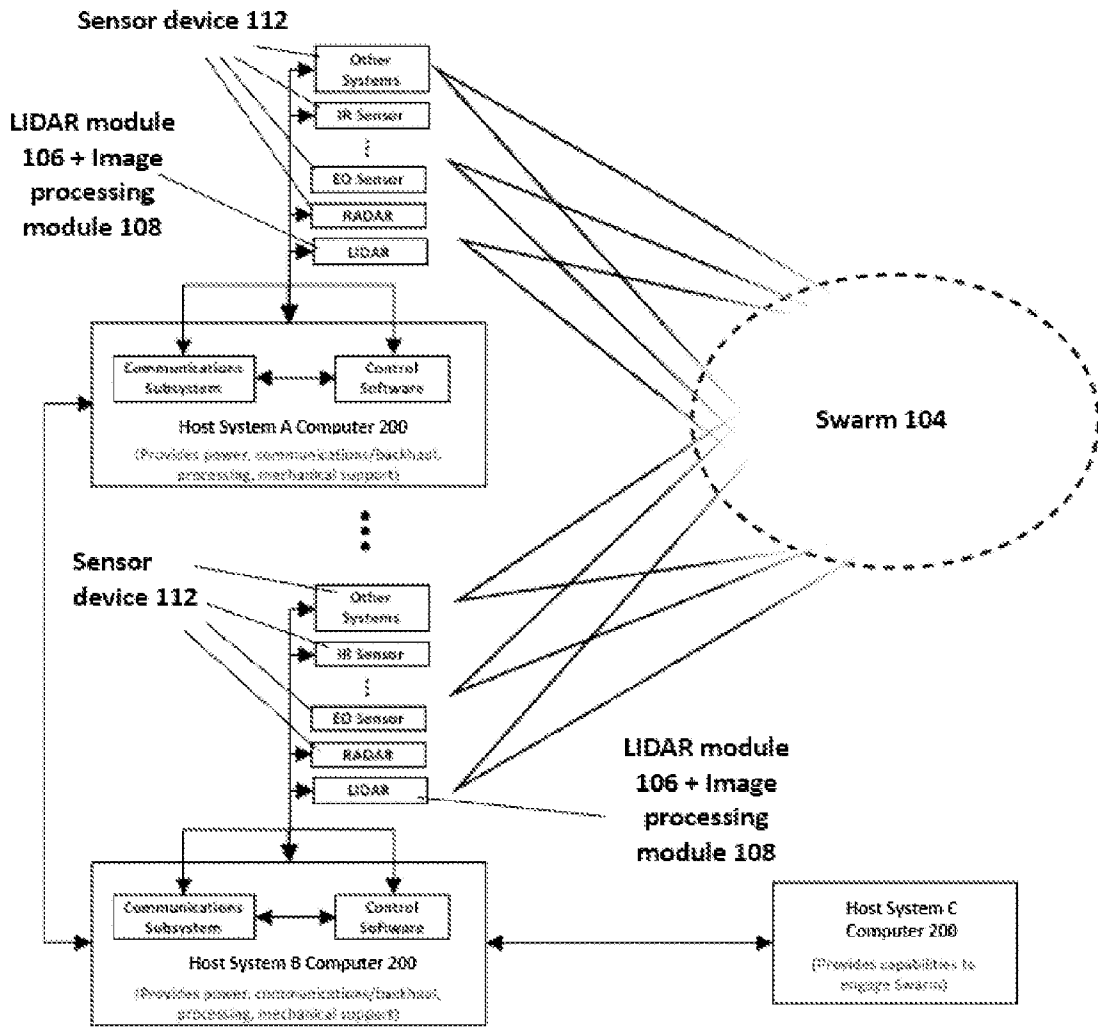 Sensor device 112
Other
Systems
IR Sensor
EO Sensor
RADAR
LIDAR
LIDAR module
106 + Image
processing
module 108
Communications
Subsystem
Control
Software
Host System A Computer 200
(Provides power, communications/backhaul,
processing, mechanical support)
Swarm 104
Sensor
device 112
Other
Systems
IR Sensor
EO Sensor
RADAR
LIDAR
LIDAR module
106 + Image
processing
module 108
Communications
Subsystem
Control
Software
Host System B Computer 200
(Provides power, communications/backhaul,
processing, mechanical support)
Host System C
Computer 200
(Provides capabilities to
engage Swarm)